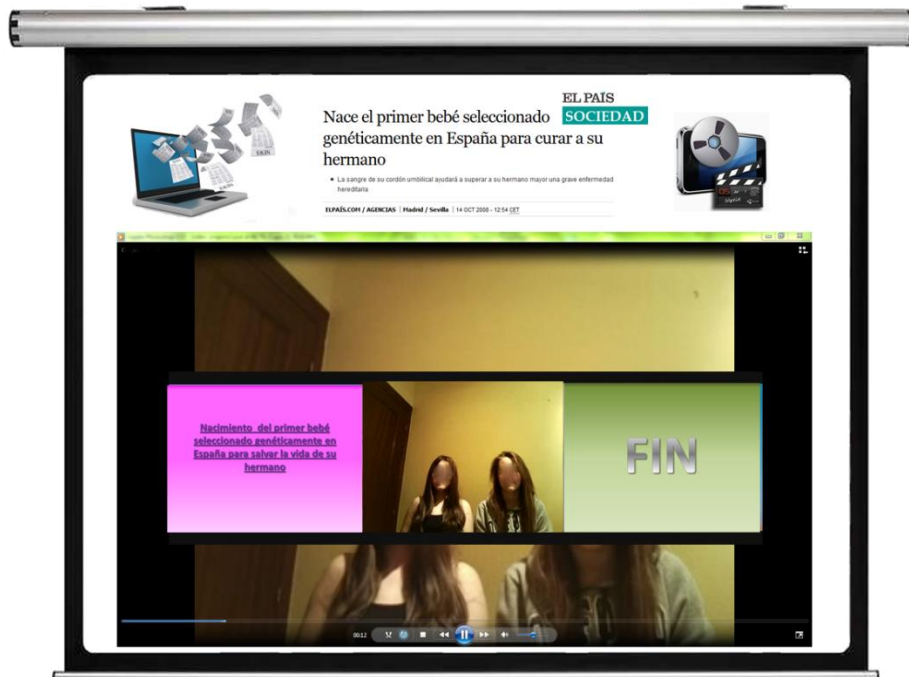 EL PAÍS
SOCIEDAD
Nace el primer bebé seleccionado
genéticamente en España para curar a su
hermano
La sangre de su cordón umbilical ayudará a superar a su hermano mayor una grave enfermedad
hereditaria
ELPAÍS.COM / AGENCIAS | Madrid / Sevilla | 14 OCT 2008 - 12:54 CET
Nacimiento del primer bebé
seleccionado genéticamente en
España para salvar la vida de su
hermano
FIN
00:12